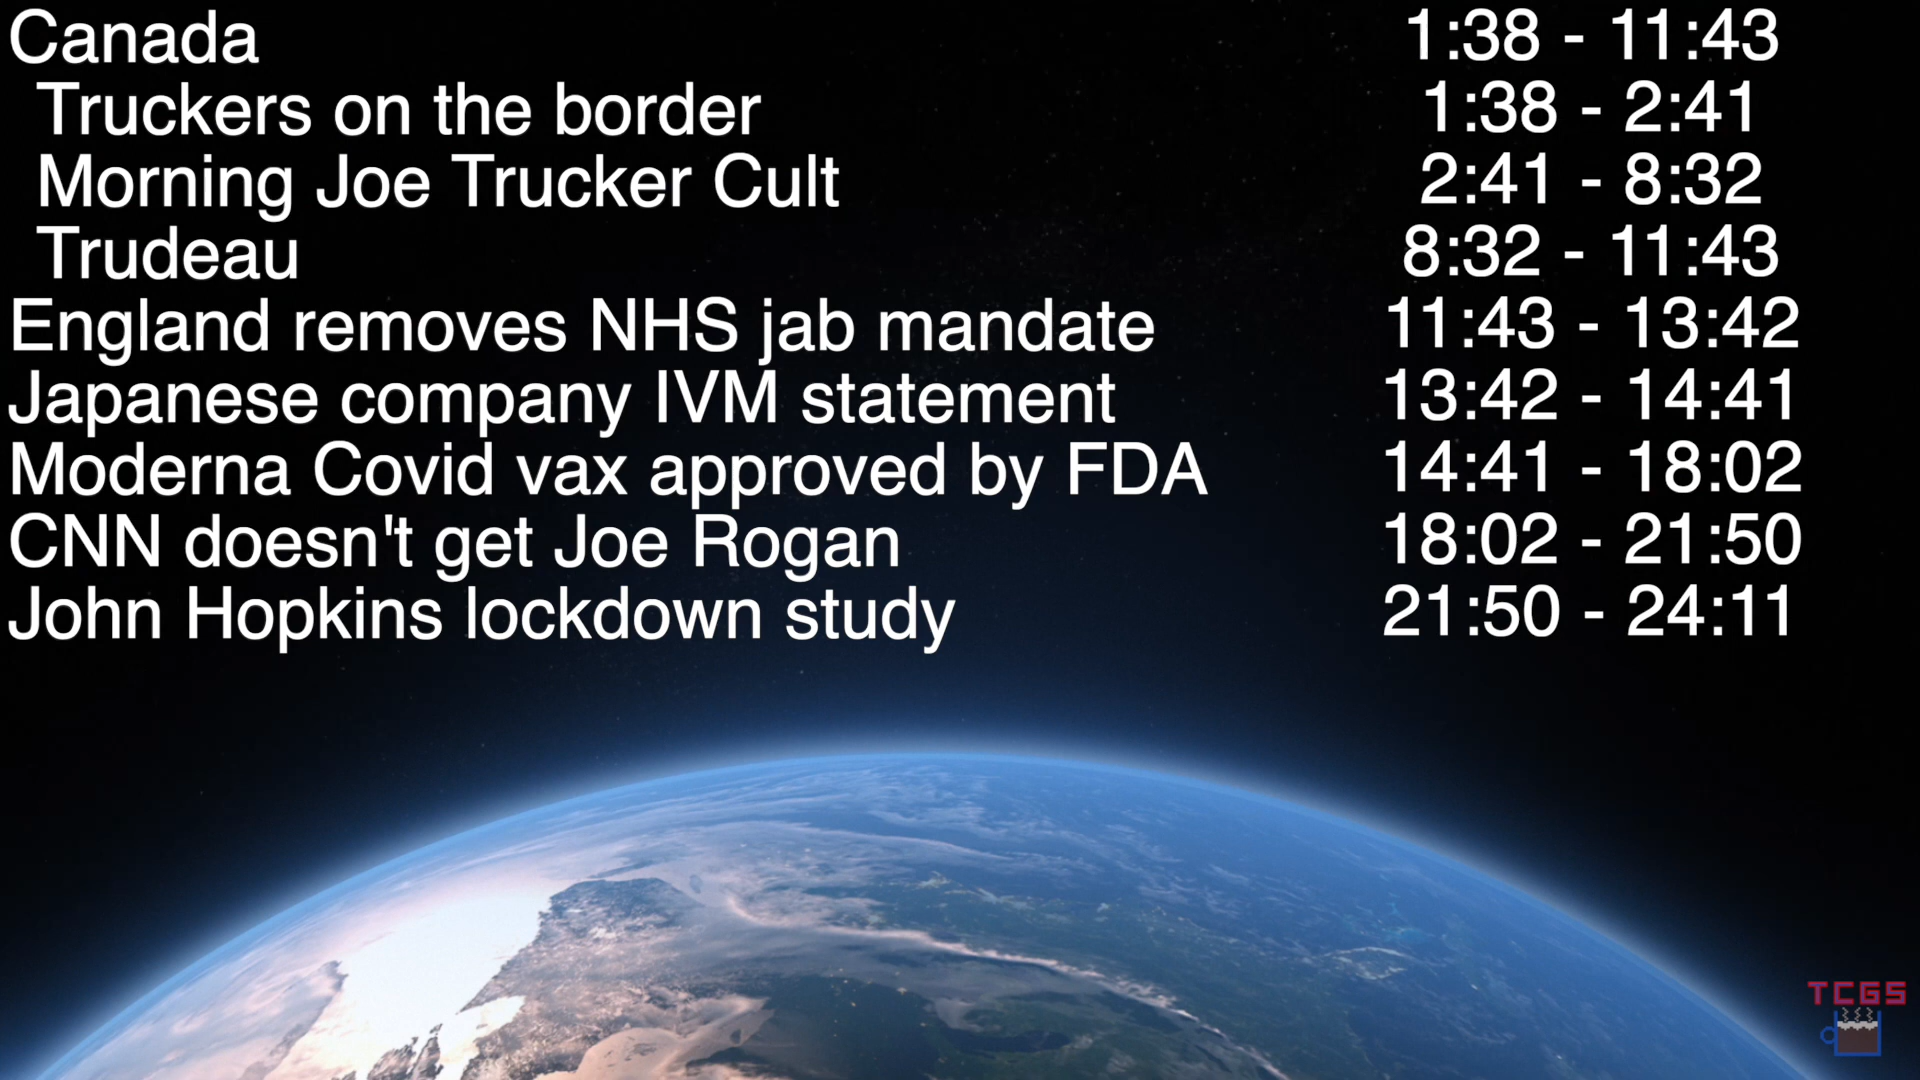 Canada 1:38 - 11:43
Truckers on the border 1:38 - 2:41
Morning Joe Trucker Cult 2:41 - 8:32
Trudeau 8:32 - 11:43
England removes NHS jab mandate 11:43 - 13:42
Japanese company IVM statement 13:42 - 14:41
Moderna Covid vax approved by FDA 14:41 - 18:02
CNN doesn't get Joe Rogan 18:02 - 21:50
John Hopkins lockdown study 21:50 - 24:11
TCGS